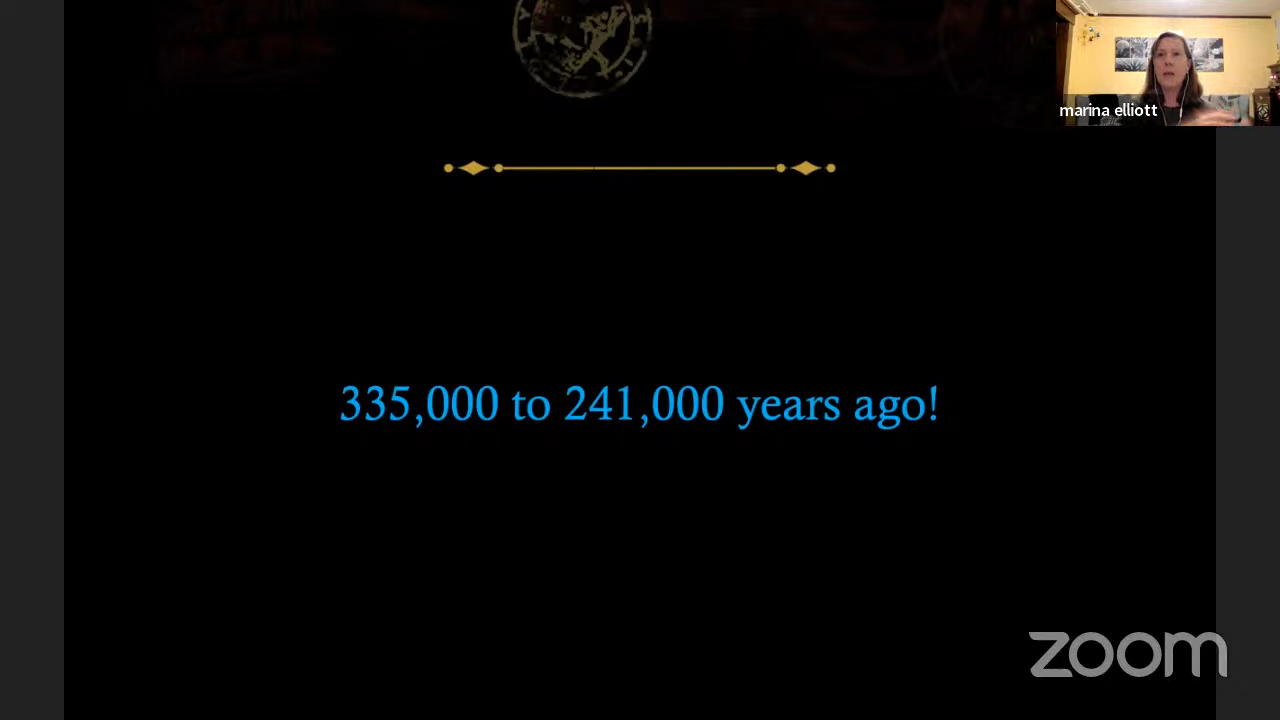 marina elliott
335,000 to 241,000 years ago!
zoom